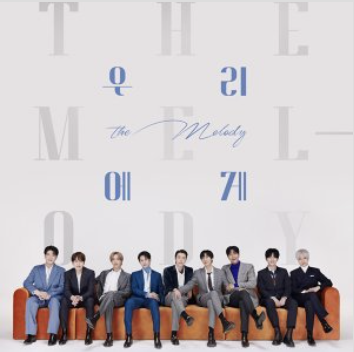 THE
우리
the Melody
MEL-
에게
ODY